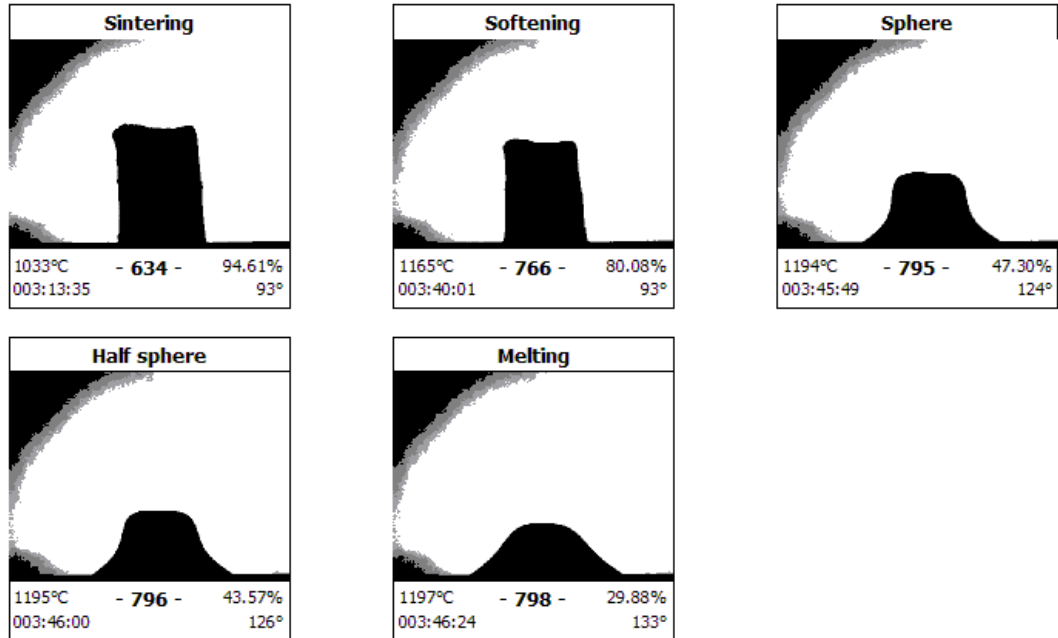 Sintering
1033°C - 634 - 94.61%
003:13:35 93°
Softening
1165°C - 766 - 80.08%
003:40:01 93°
Sphere
1194°C - 795 - 47.30%
003:45:49 124°
Half sphere
1195°C - 796 - 43.57%
003:46:00 126°
Melting
1197°C - 798 - 29.88%
003:46:24 133°